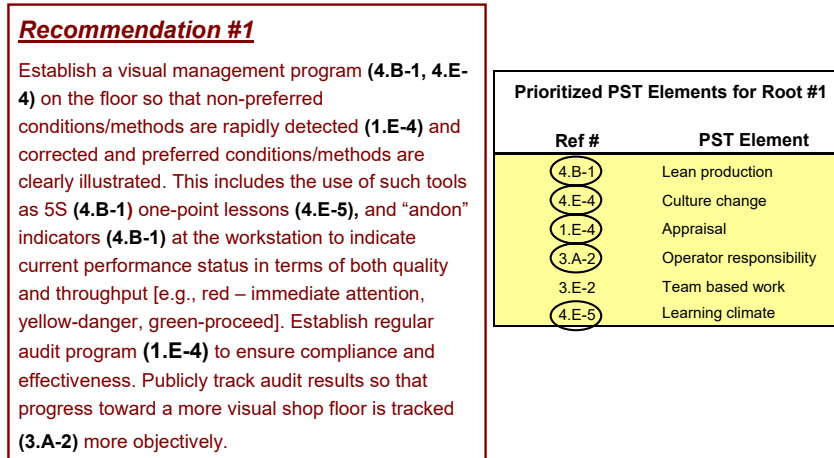 Recommendation #1
Establish a visual management program (4.B-1, 4.E-
4) on the floor so that non-preferred
conditions/methods are rapidly detected (1.E-4) and
corrected and preferred conditions/methods are
clearly illustrated. This includes the use of such tools
as 5S (4.B-1) one-point lessons (4.E-5), and “andon”
indicators (4.B-1) at the workstation to indicate
current performance status in terms of both quality
and throughput [e.g., red – immediate attention,
yellow-danger, green-proceed]. Establish regular
audit program (1.E-4) to ensure compliance and
effectiveness. Publicly track audit results so that
progress toward a more visual shop floor is tracked
(3.A-2) more objectively.
Prioritized PST Elements for Root #1
Ref # PST Element
4.B-1 Lean production
4.E-4 Culture change
1.E-4 Appraisal
3.A-2 Operator responsibility
3.E-2 Team based work
4.E-5 Learning climate